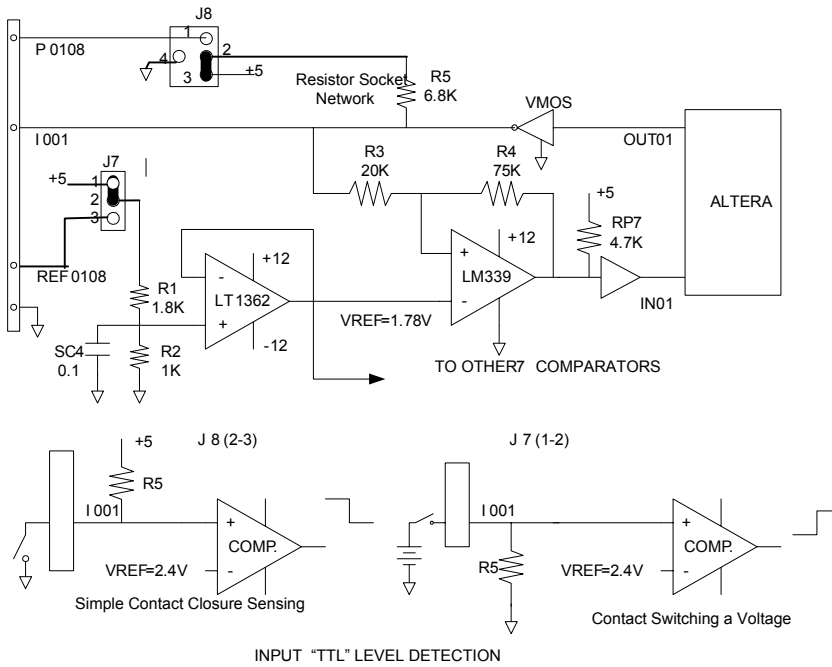 J8
1
P 0108
2
4
3
+5
Resistor Socket
Network
R5
6.8K
VMOS
I 001
OUT01
J7
+5
1
2
3
REF 0108
R3
20K
R4
75K
+5
RP7
4.7K
ALTERA
+
-
+12
LM339
IN01
R1
1.8K
-
+
+12
LT 1362
-12
VREF=1.78V
SC4
0.1
R2
1K
TO OTHER7 COMPARATORS
+5
J 8 (2-3)
J 7 (1-2)
R5
I 001
+
COMP.
-
VREF=2.4V
Simple Contact Closure Sensing
I 001
+
COMP.
-
R5
VREF=2.4V
Contact Switching a Voltage
INPUT “TTL” LEVEL DETECTION